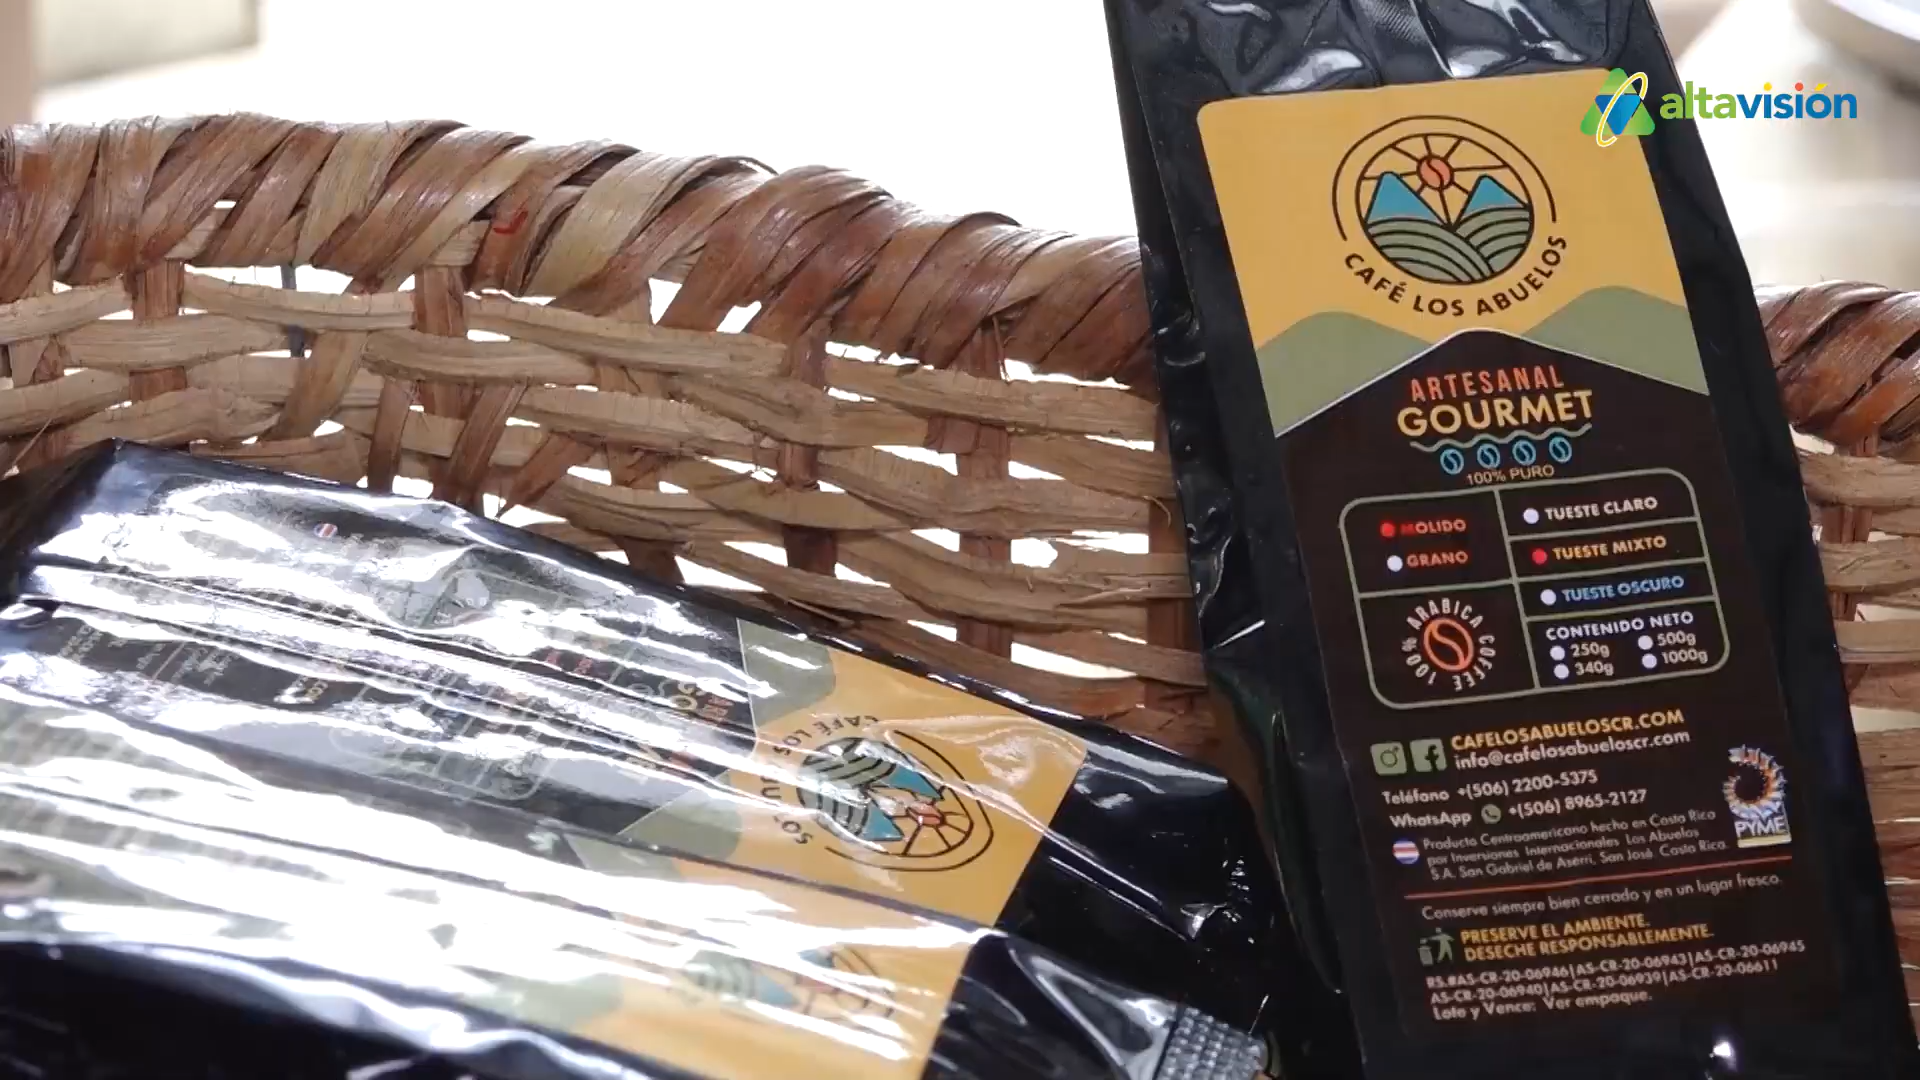 altavisión
CAFÉ LOS ABUELOS
ARTESANAL
GOURMET
100% PURO
MOLIDO
GRANO
TUESTE CLARO
TUESTE MIXTO
TUESTE OSCURO
100% ARABICA COFFEE
CONTENIDO NETO
250g
500g
340g
1000g
CAFELOSABUELOSCR.COM
info@cafelosabueloscr.com
Teléfono +(506) 2200-5375
WhatsApp +(506) 8965-2127
Producto Centroamericano hecho en Costa Rica
por Inversiones Internacionales Los Abuelos
S.A. San Gabriel de Aserrí, San José. Costa Rica.
PYME
Conserve siempre bien cerrado y en un lugar fresco.
PRESERVE EL AMBIENTE.
DESECHE RESPONSABLEMENTE.
RS.#AS-CR-20-06946|AS-CR-20-06943|AS-CR-20-06945
AS-CR-20-06940|AS-CR-20-06939|AS-CR-20-06611
Lote y Vence: Ver empaque.
CAFÉ LOS